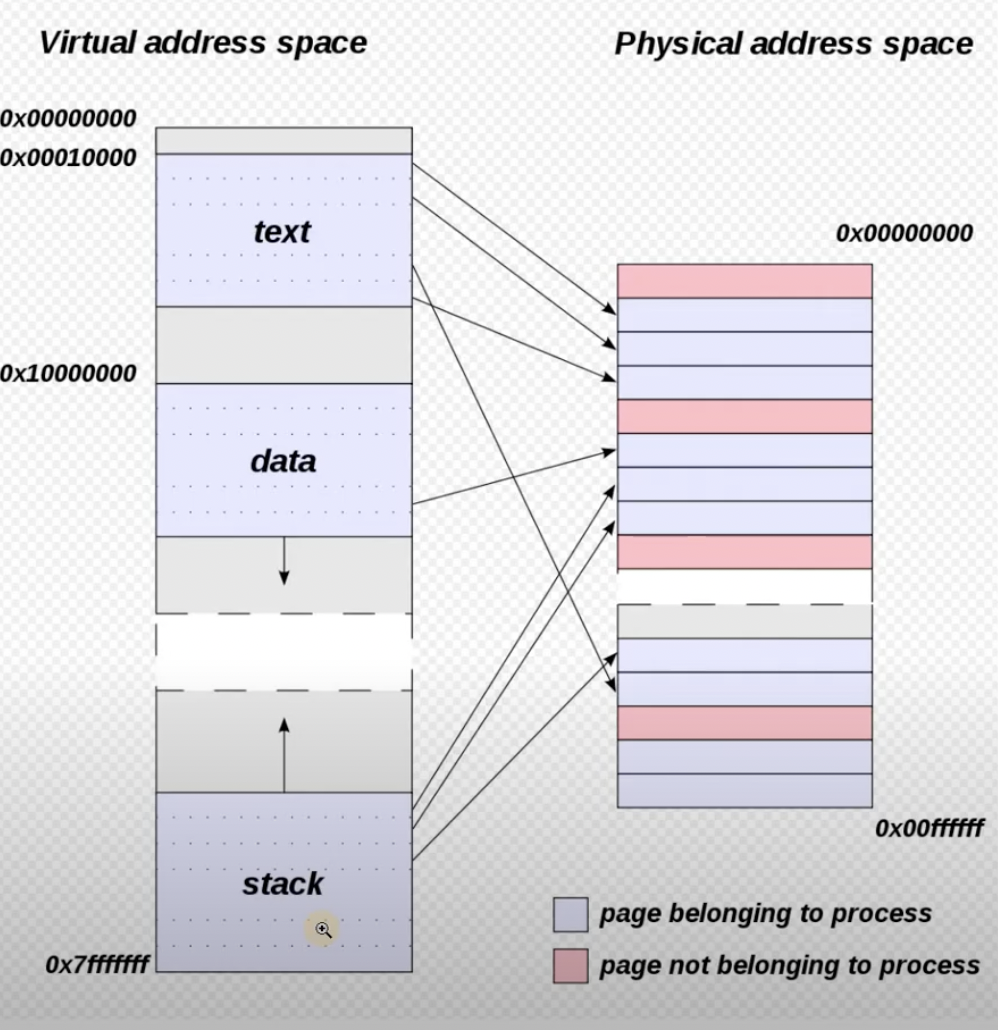 Virtual address space
Physical address space
0x00000000
0x00010000
text
0x00000000
0x10000000
data
stack
0x00ffffff
page belonging to process
0x7fffffff
page not belonging to process